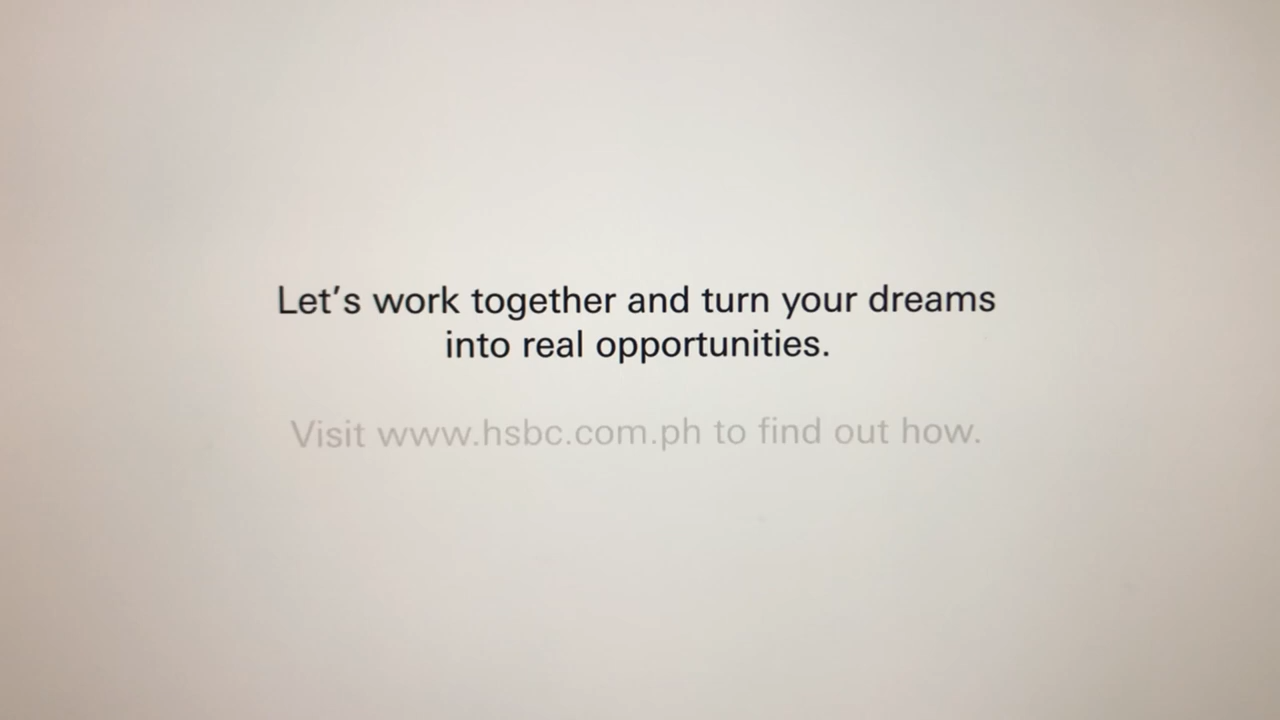 Let’s work together and turn your dreams
into real opportunities.
Visit www.hsbc.com.ph to find out how.